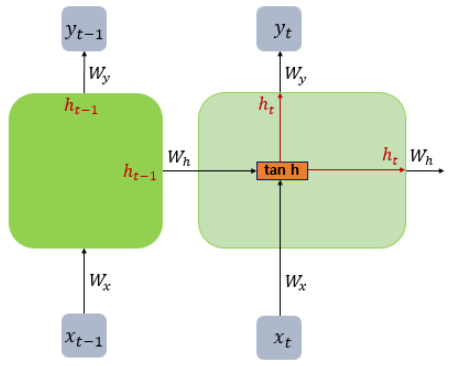 y_{t-1} y_t
W_y W_y
h_{t-1} h_t
W_h h_t W_h
h_{t-1} tan h
W_x W_x
x_{t-1} x_t